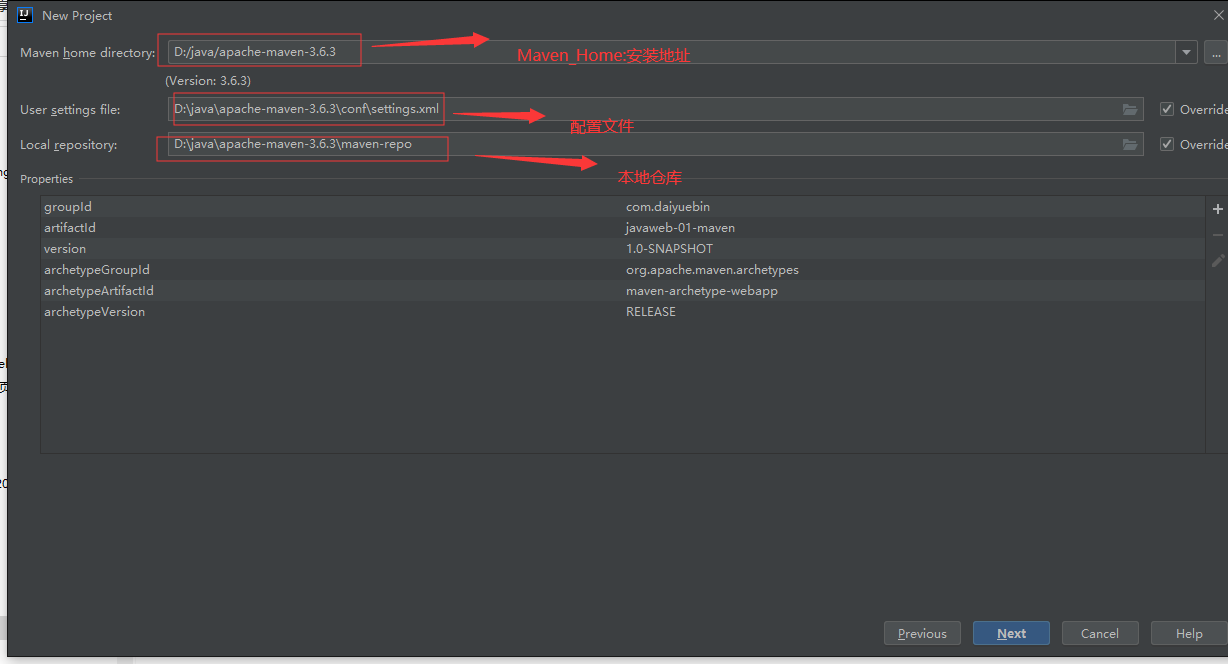 New Project
Maven home directory: D:/java/apache-maven-3.6.3 ...
Maven_Home:安装地址
(Version: 3.6.3)
User settings file: D:\java\apache-maven-3.6.3\conf\settings.xml Override
配置文件
Local repository: D:\java\apache-maven-3.6.3\maven-repo Override
本地仓库
Properties
groupId com.daiyuebin
artifactId javaweb-01-maven
version 1.0-SNAPSHOT
archetypeGroupId org.apache.maven.archetypes
archetypeArtifactId maven-archetype-webapp
archetypeVersion RELEASE
Previous Next Cancel Help